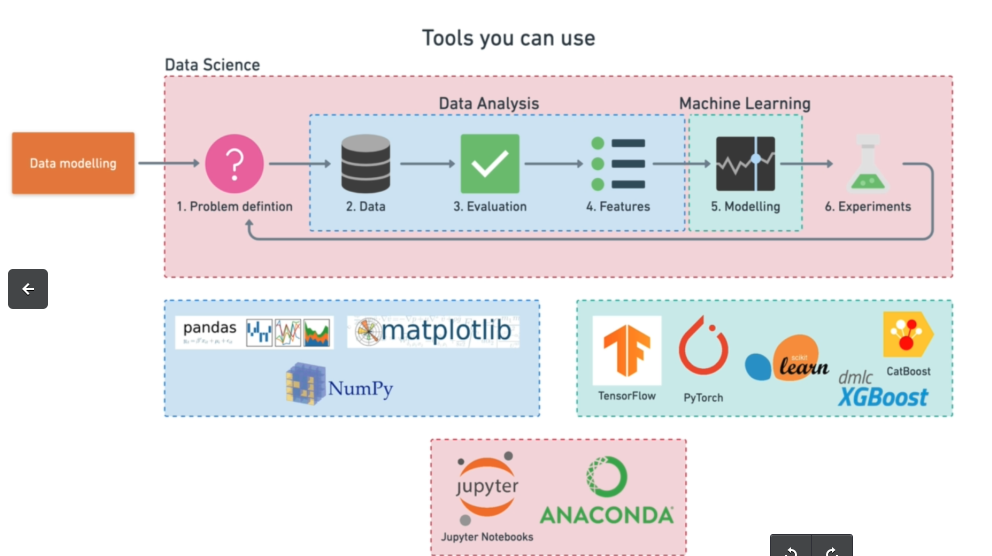 Tools you can use
Data Science
Data Analysis
Machine Learning
Data modelling
?
1. Problem defintion
2. Data
3. Evaluation
4. Features
5. Modelling
6. Experiments
pandas
matplotlib
NumPy
TensorFlow
PyTorch
scikit
learn
CatBoost
dmlc
XGBoost
jupyter
Jupyter Notebooks
ANACONDA